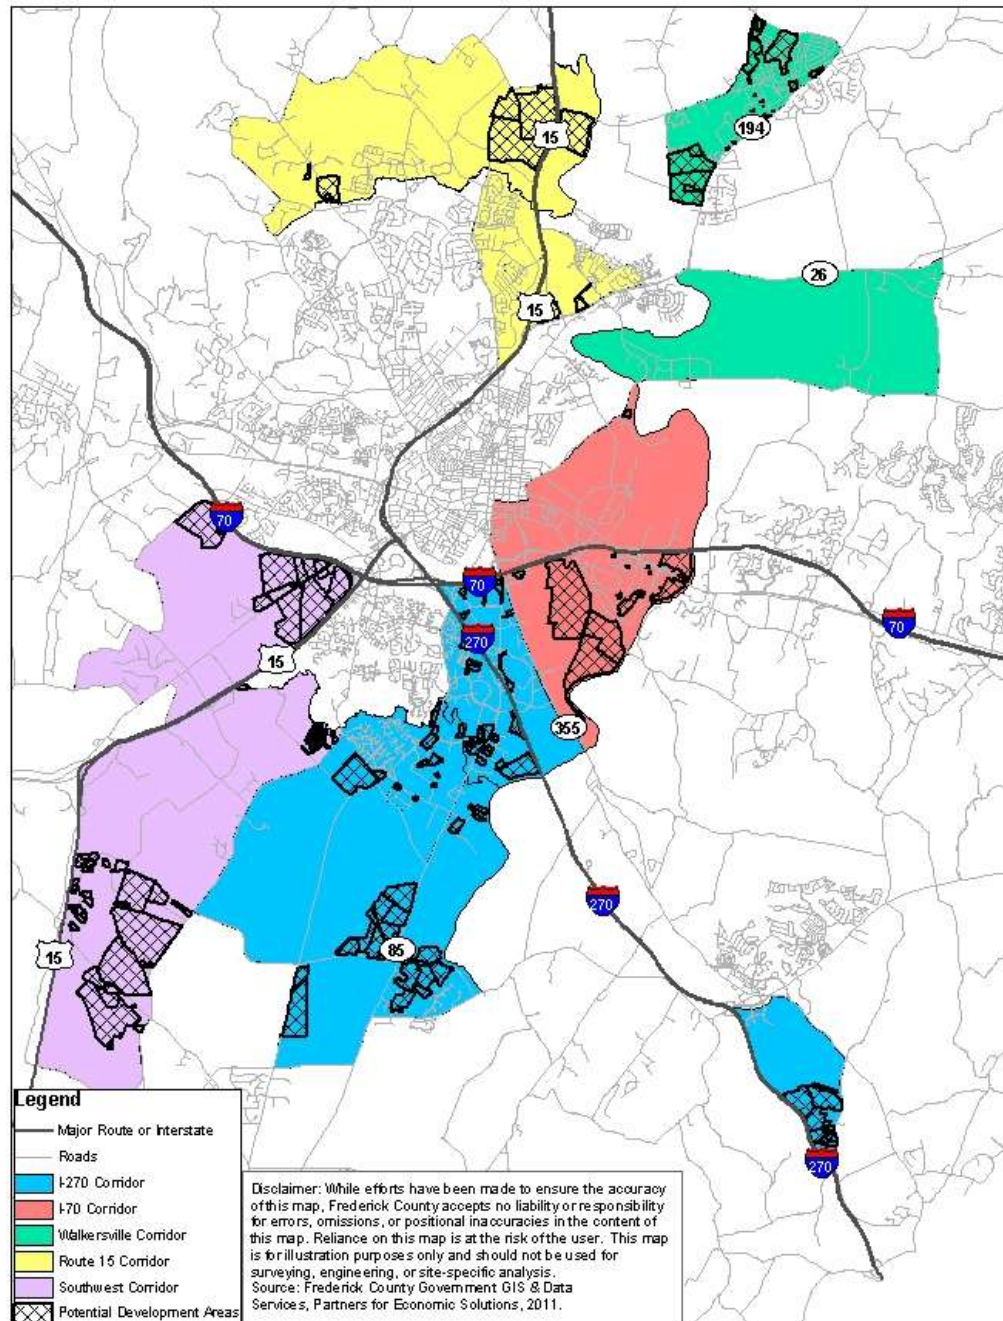 15
194
26
15
70
70
270
70
15
355
270
85
15
270
Legend
Major Route or Interstate
Roads
I-270 Corridor
I-70 Corridor
Walkersville Corridor
Route 15 Corridor
Southwest Corridor
Potential Development Areas
Disclaimer: While efforts have been made to ensure the accuracy
of this map, Frederick County accepts no liability or responsibility
for errors, omissions, or positional inaccuracies in the content of
this map. Reliance on this map is at the risk of the user. This map
is for illustration purposes only and should not be used for
surveying, engineering, or site-specific analysis.
Source: Frederick County Government GIS & Data
Services, Partners for Economic Solutions, 2011.